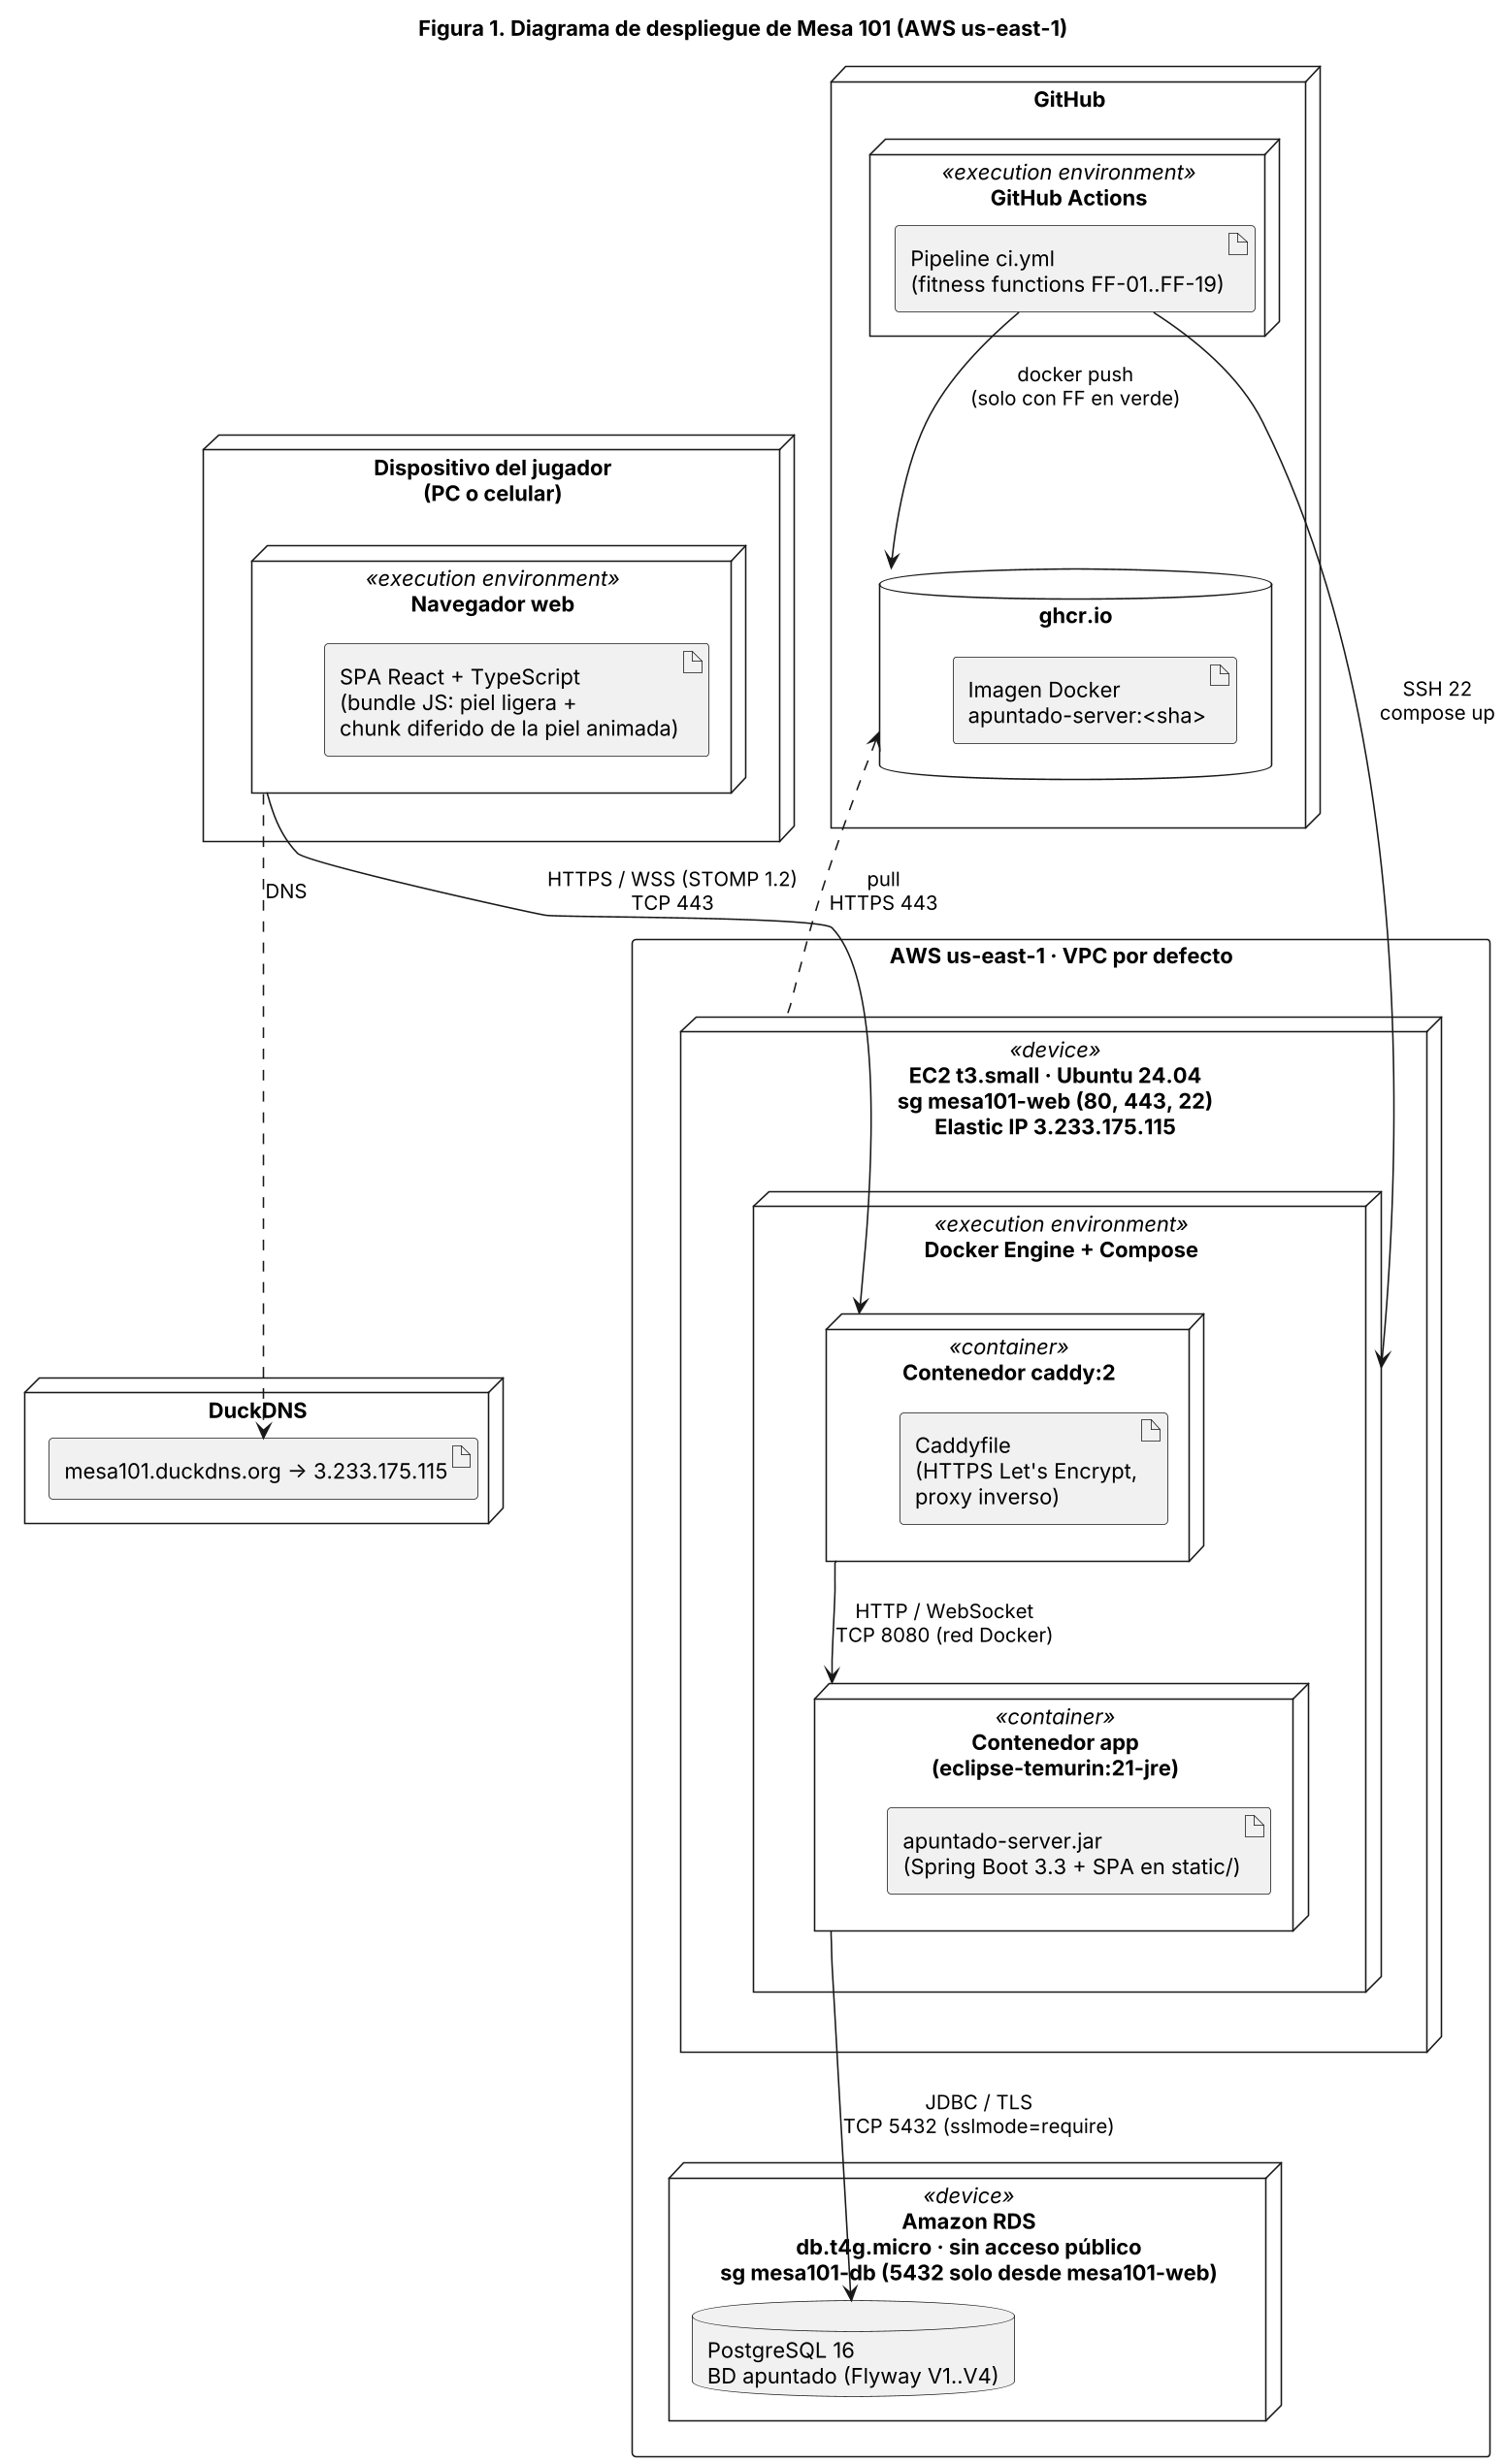 Figura 1. Diagrama de despliegue de Mesa 101 (AWS us-east-1)
GitHub
«execution environment»
GitHub Actions
Pipeline ci.yml
(fitness functions FF-01..FF-19)
docker push
(solo con FF en verde)
Dispositivo del jugador
(PC o celular)
«execution environment»
Navegador web
SPA React + TypeScript
(bundle JS: piel ligera +
chunk diferido de la piel animada)
ghcr.io
Imagen Docker
apuntado-server:<sha>
SSH 22
compose up
DNS
HTTPS / WSS (STOMP 1.2)
TCP 443
pull
HTTPS 443
AWS us-east-1 · VPC por defecto
«device»
EC2 t3.small · Ubuntu 24.04
sg mesa101-web (80, 443, 22)
Elastic IP 3.233.175.115
«execution environment»
Docker Engine + Compose
«container»
Contenedor caddy:2
Caddyfile
(HTTPS Let's Encrypt,
proxy inverso)
DuckDNS
mesa101.duckdns.org → 3.233.175.115
HTTP / WebSocket
TCP 8080 (red Docker)
«container»
Contenedor app
(eclipse-temurin:21-jre)
apuntado-server.jar
(Spring Boot 3.3 + SPA en static/)
JDBC / TLS
TCP 5432 (sslmode=require)
«device»
Amazon RDS
db.t4g.micro · sin acceso público
sg mesa101-db (5432 solo desde mesa101-web)
PostgreSQL 16
BD apuntado (Flyway V1..V4)